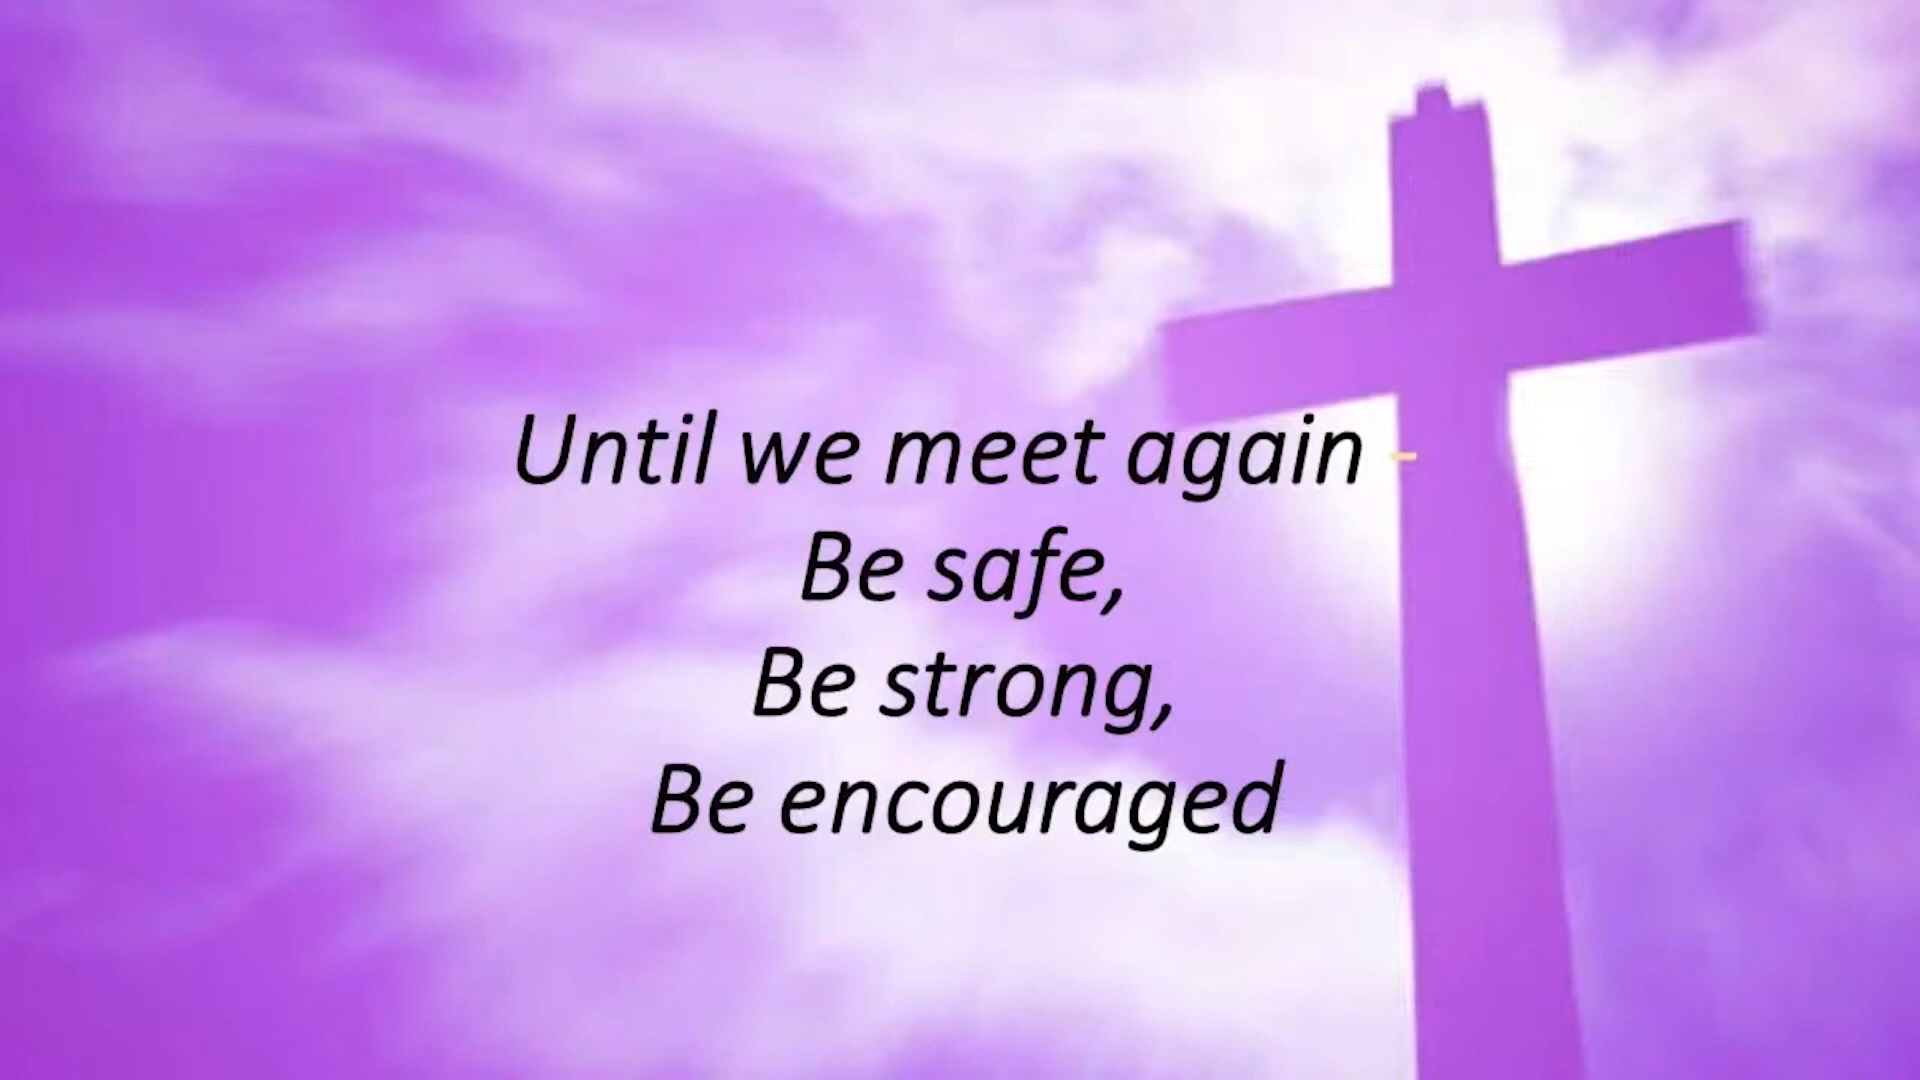 Until we meet again -
Be safe,
Be strong,
Be encouraged